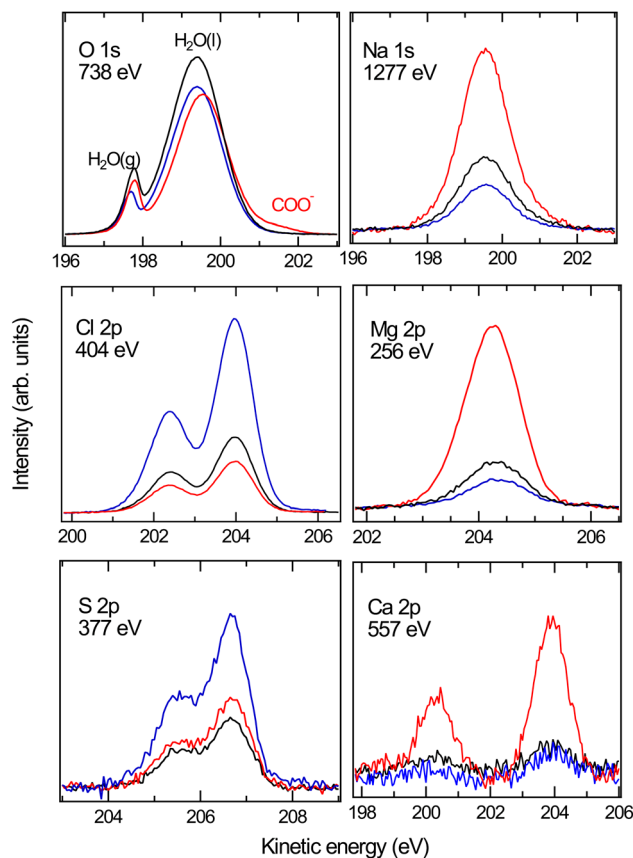 O 1s
738 eV
H₂O(l)
H₂O(g)
COO⁻
196 198 200 202
Na 1s
1277 eV
196 198 200 202
Cl 2p
404 eV
200 202 204 206
Mg 2p
256 eV
202 204 206
S 2p
377 eV
204 206 208
Ca 2p
557 eV
198 200 202 204 206
Intensity (arb. units)
Kinetic energy (eV)